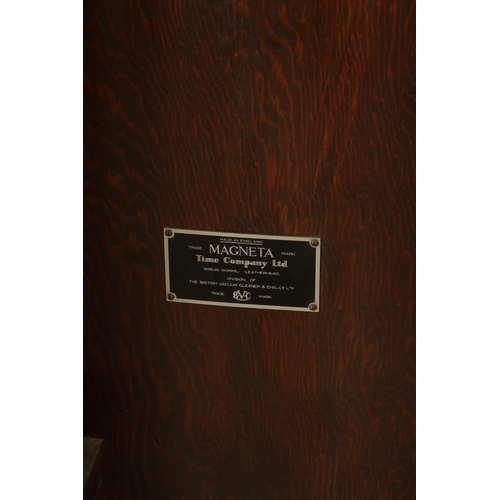 MADE IN ENGLAND
TRADE MAGNETA MARK
Time Company Ltd
GOBLIN WORKS, LEATHERHEAD,
DIVISION OF
THE BRITISH VACUUM CLEANER & ENG. Co LTD
TRADE BVC MARK